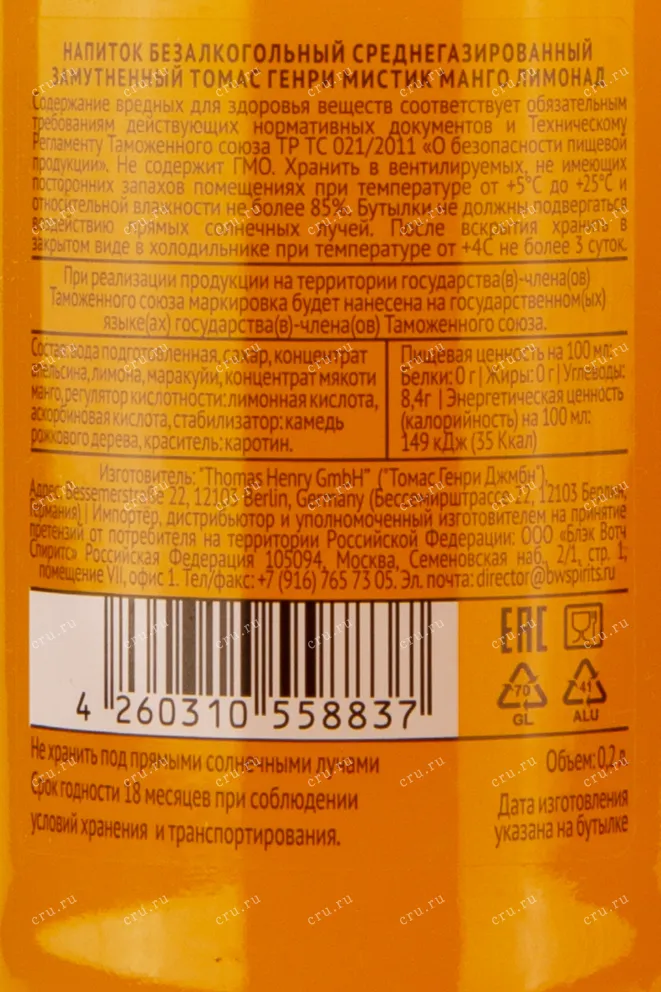 НАПИТОК БЕЗАЛКОГОЛЬНЫЙ СРЕДНЕГАЗИРОВАННЫЙ
ЗАМУТНЕННЫЙ ТОМАС ГЕНРИ МИСТИК МАНГО ЛИМОНАД
Содержание вредных для здоровья веществ соответствует обязательным
требованиям действующих нормативных документов и Техническому
Регламенту Таможенного союза ТР ТС 021/2011 «О безопасности пищевой
продукции». Не содержит ГМО. Хранить в вентилируемых, не имеющих
посторонних запахов помещениях при температуре от +5°С до +25°С и
относительной влажности не более 85%. Бутылки не должны подвергаться
воздействию прямых солнечных лучей. После вскрытия хранить в
закрытом виде в холодильнике при температуре от +4С не более 3 суток.
При реализации продукции на территории государства(в)-члена(ов)
Таможенного союза маркировка будет нанесена на государственном(ых)
языке(ах) государства(в)-члена(ов) Таможенного союза.
Состав: вода подготовленная, сахар, концентрат
апельсина, лимона, маракуйи, концентрат мякоти
манго, регулятор кислотности: лимонная кислота,
аскорбиновая кислота, стабилизатор: камедь
рожкового дерева, краситель: каротин.
Пищевая ценность на 100 мл:
Белки: 0 г | Жиры: 0 г | Углеводы:
8,4г | Энергетическая ценность
(калорийность) на 100 мл:
149 кДж (35 Ккал)
Изготовитель: "Thomas Henry GmbH" ("Томас Генри Джмбн"),
Адрес: Bessemerstraße 22, 12103 Berlin, Germany (Бессемирштрассе 22, 12103 Берлин,
Германия) | Импортёр, дистрибьютор и уполномоченный изготовителем на принятие
претензий от потребителя на территории Российской Федерации: ООО «Блэк Вотч
Спиритс» Российская Федерация 105094, Москва, Семеновская наб. 2/1, стр. 1,
помещение VII, офис 1. Тел/факс: +7 (916) 765 73 05. Эл. почта: director@bwspirits.ru
4 260310 558837
EAC
70
GL
41
ALU
Не хранить под прямыми солнечными лучами
Срок годности 18 месяцев при соблюдении
условий хранения и транспортирования.
Объем: 0,2 л
Дата изготовления
указана на бутылке
cru.ru